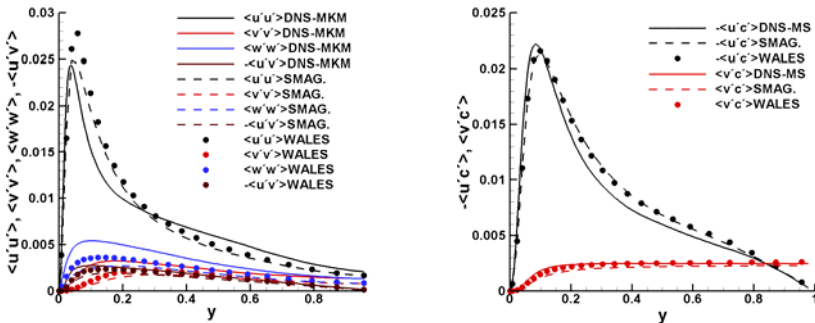 <u´u´>, <v´v´>, <w´w´>, -<u´v´>
0.03
0.025
0.02
0.015
0.01
0.005
0
0
0.2
0.4
0.6
0.8
y
<u´u´>DNS-MKM
<v´v´>DNS-MKM
<w´w´>DNS-MKM
-<u´v´>DNS-MKM
<u´u´>SMAG.
<v´v´>SMAG.
<w´w´>SMAG.
-<u´v´>SMAG.
<u´u´>WALES
<v´v´>WALES
<w´w´>WALES
-<u´v´>WALES
-<u´c´>, <v´c´>
0.025
0.02
0.015
0.01
0.005
0
0
0.2
0.4
0.6
0.8
1
y
-<u´c´>DNS-MS
-<u´c´>SMAG.
-<u´c´>WALES
<v´c´>DNS-MS
<v´c´>SMAG.
<v´c´>WALES